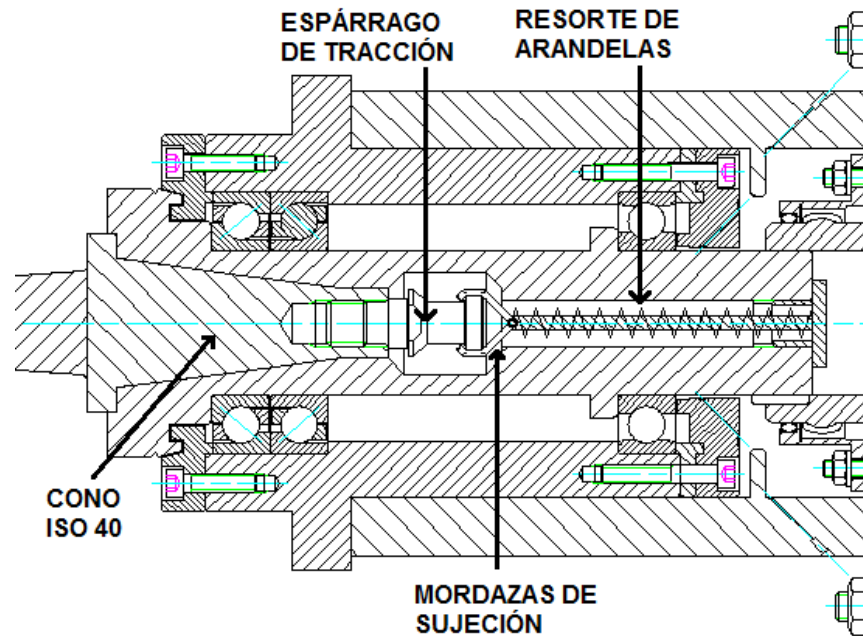 ESPÁRRAGO
DE TRACCIÓN
RESORTE DE
ARANDELAS
CONO
ISO 40
MORDAZAS DE
SUJECIÓN